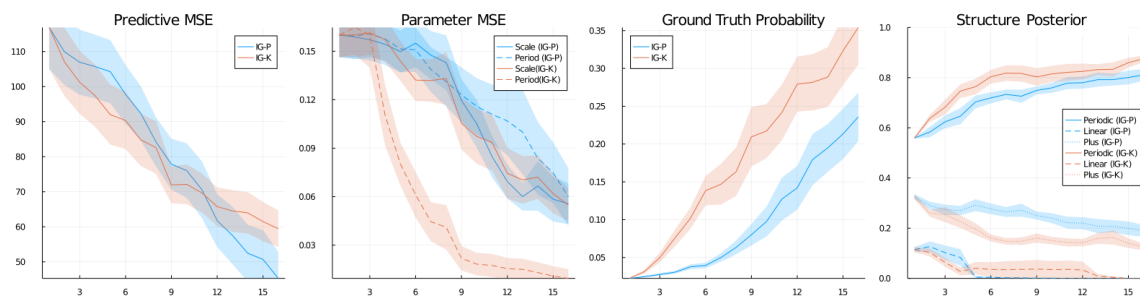 Predictive MSE
110
100
90
80
70
60
50
3 6 9 12 15
IG-P
IG-K
Parameter MSE
0.15
0.12
0.09
0.06
0.03
3 6 9 12 15
Scale (IG-P)
Period (IG-P)
Scale(IG-K)
Period(IG-K)
Ground Truth Probability
0.35
0.30
0.25
0.20
0.15
0.10
0.05
3 6 9 12 15
IG-P
IG-K
Structure Posterior
1.0
0.8
0.6
0.4
0.2
0.0
3 6 9 12 15
Periodic (IG-P)
Linear (IG-P)
Plus (IG-P)
Periodic (IG-K)
Linear (IG-K)
Plus (IG-K)